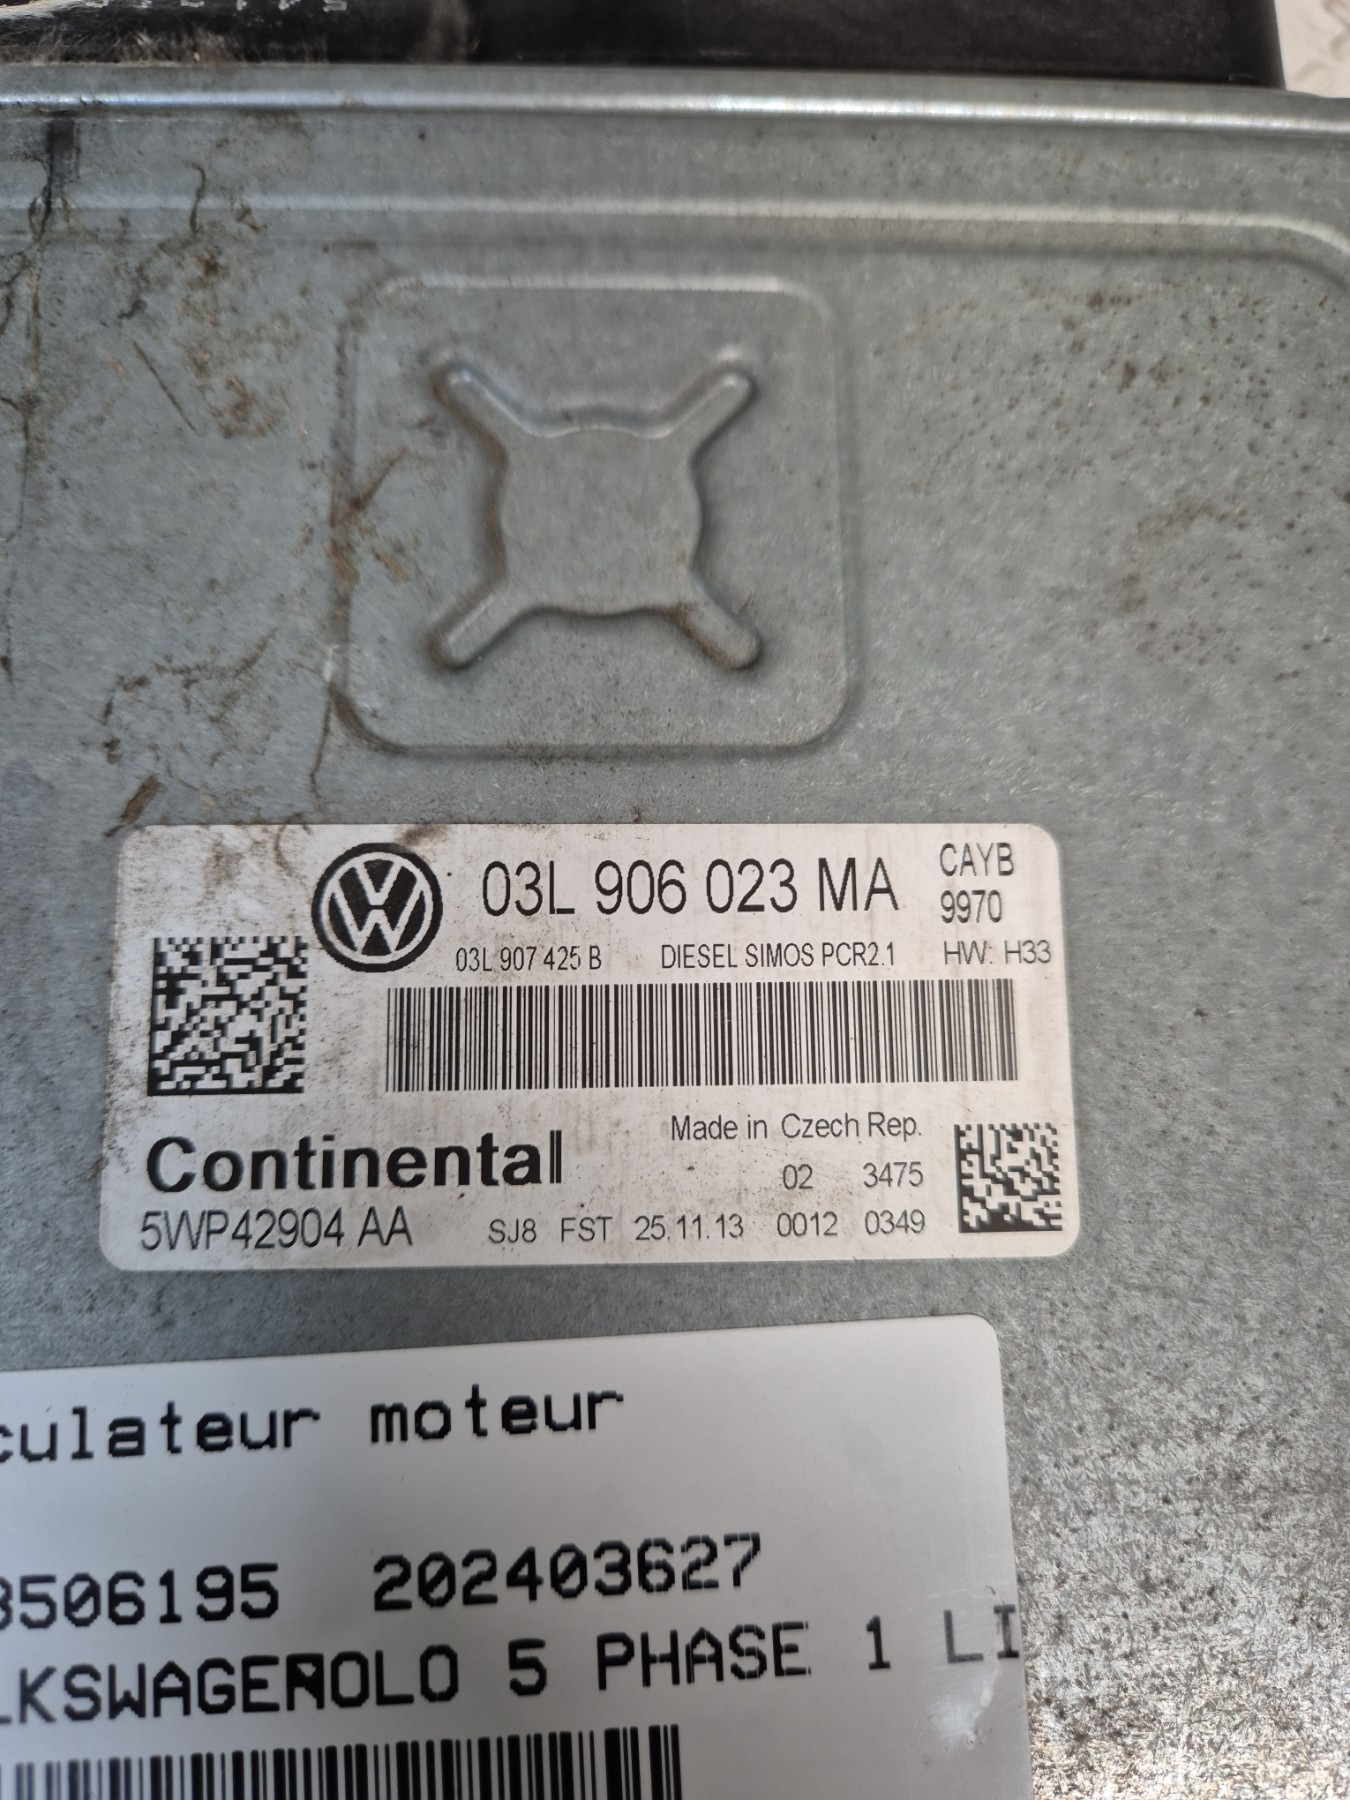 03L 906 023 MA
CAYB
9970
03L 907 425 B DIESEL SIMOS PCR2.1 HW: H33
Made in Czech Rep.
Continental
02 3475
5WP42904 AA SJ8 FST 25.11.13 0012 0349
culateur moteur
3506195 202403627
LKSWAGEROLO 5 PHASE 1 LI